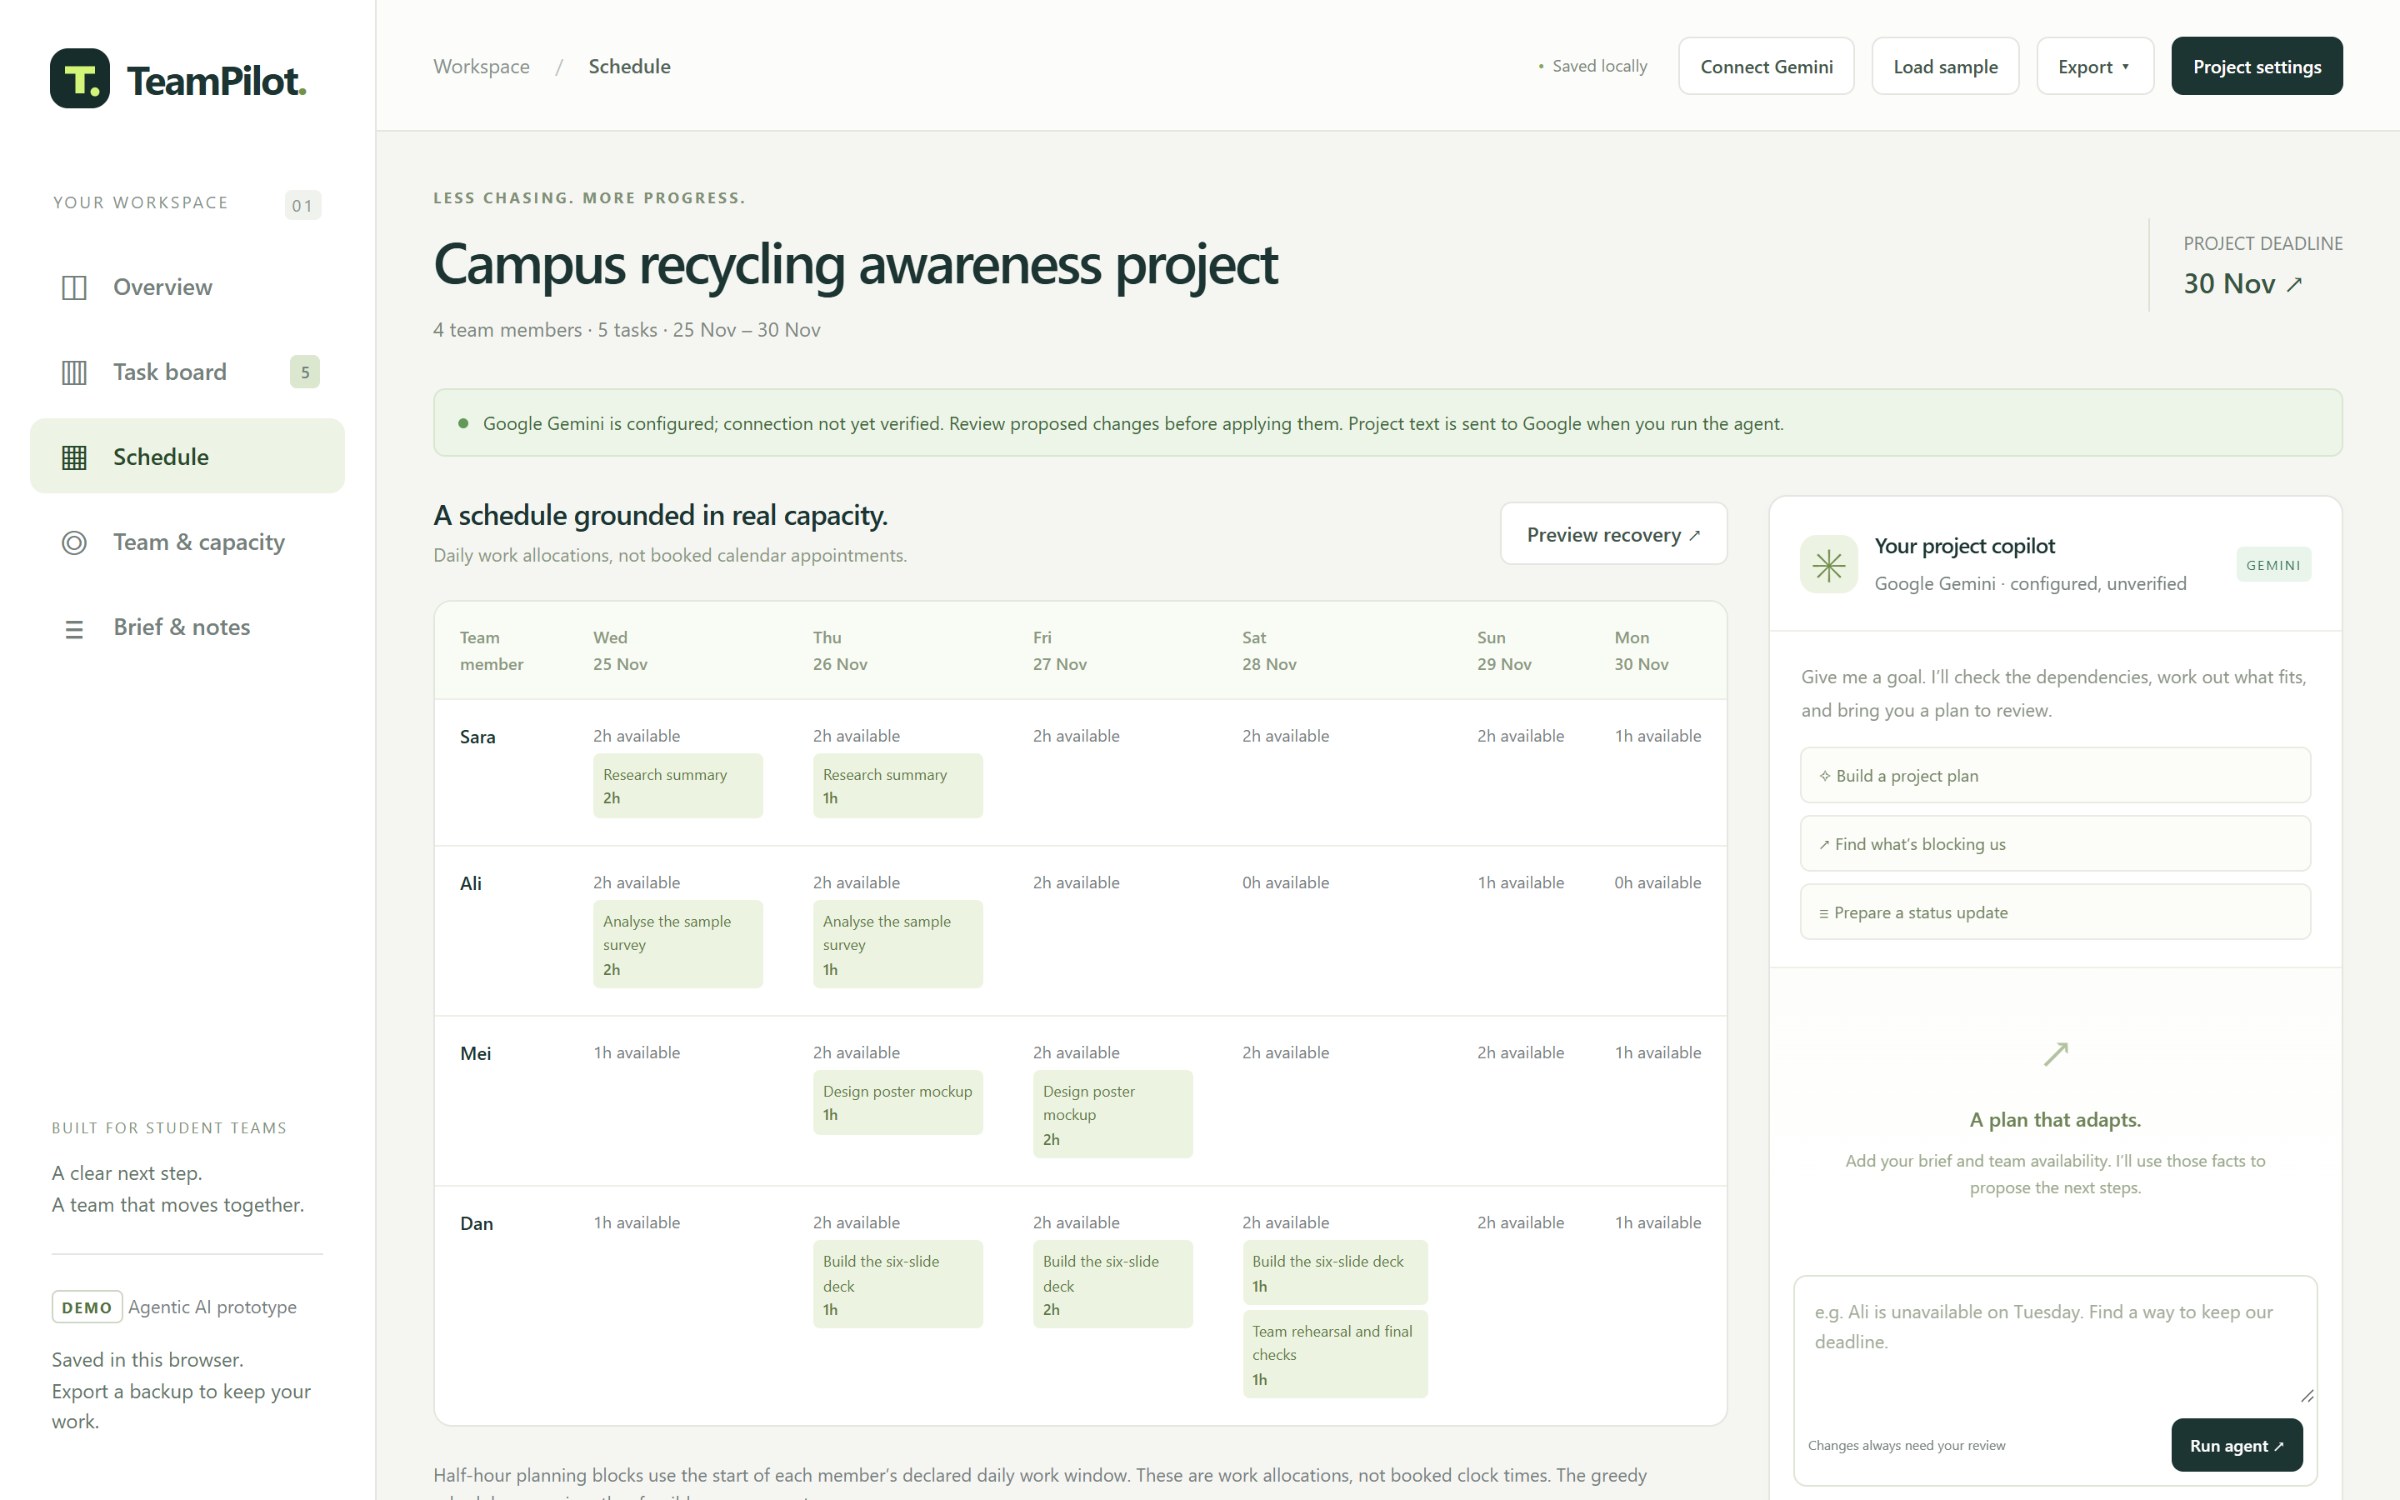 T.
TeamPilot.
YOUR WORKSPACE 01
Overview
Task board 5
Schedule
Team & capacity
Brief & notes
BUILT FOR STUDENT TEAMS
A clear next step.
A team that moves together.
DEMO Agentic AI prototype
Saved in this browser.
Export a backup to keep your
work.
Workspace / Schedule
• Saved locally
Connect Gemini
Load sample
Export ▾
Project settings
LESS CHASING. MORE PROGRESS.
Campus recycling awareness project
4 team members · 5 tasks · 25 Nov – 30 Nov
PROJECT DEADLINE
30 Nov ↗
Google Gemini is configured; connection not yet verified. Review proposed changes before applying them. Project text is sent to Google when you run the agent.
A schedule grounded in real capacity.
Daily work allocations, not booked calendar appointments.
Preview recovery ↗
Team
member
Wed
25 Nov
Thu
26 Nov
Fri
27 Nov
Sat
28 Nov
Sun
29 Nov
Mon
30 Nov
Sara
2h available
Research summary
2h
2h available
Research summary
1h
2h available
2h available
2h available
1h available
Ali
2h available
Analyse the sample
survey
2h
2h available
Analyse the sample
survey
1h
2h available
0h available
1h available
0h available
Mei
1h available
2h available
Design poster mockup
1h
2h available
Design poster
mockup
2h
2h available
2h available
1h available
Dan
1h available
2h available
Build the six-slide
deck
1h
2h available
Build the six-slide
deck
2h
2h available
Build the six-slide deck
1h
Team rehearsal and final
checks
1h
2h available
1h available
Half-hour planning blocks use the start of each member's declared daily work window. These are work allocations, not booked clock times. The greedy
Your project copilot
Google Gemini · configured, unverified
GEMINI
Give me a goal. I'll check the dependencies, work out what fits,
and bring you a plan to review.
✧ Build a project plan
↗ Find what's blocking us
≡ Prepare a status update
↗
A plan that adapts.
Add your brief and team availability. I'll use those facts to
propose the next steps.
e.g. Ali is unavailable on Tuesday. Find a way to keep our
deadline.
Changes always need your review
Run agent ↗